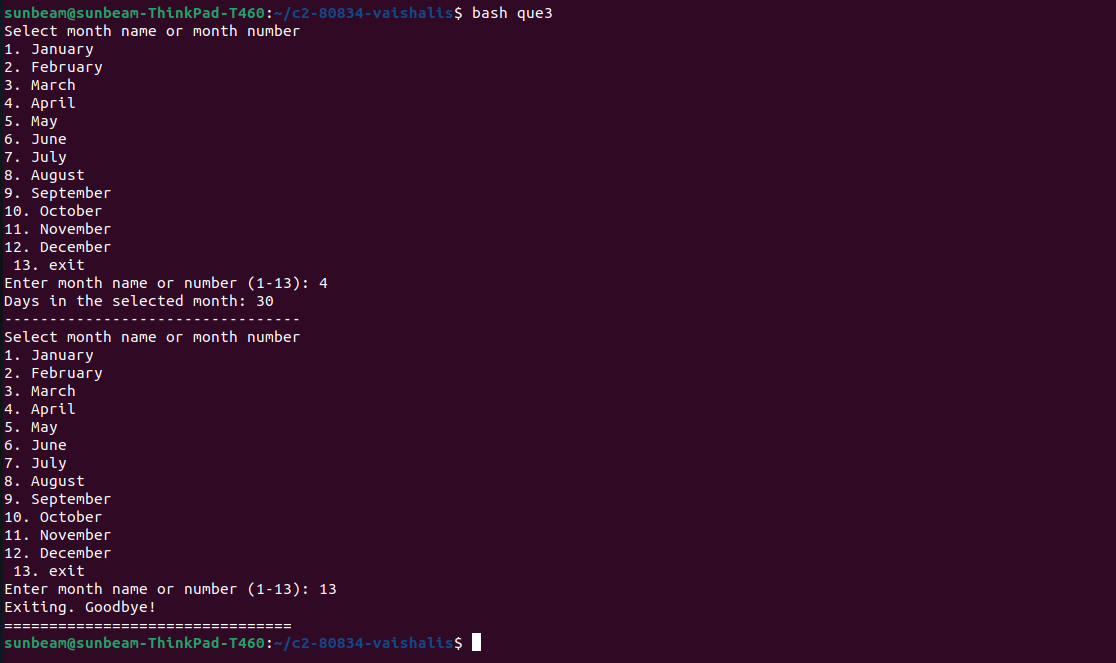 sunbeam@sunbeam-ThinkPad-T460:~/c2-80834-vaishalis$ bash que3
Select month name or month number
1. January
2. February
3. March
4. April
5. May
6. June
7. July
8. August
9. September
10. October
11. November
12. December
 13. exit
Enter month name or number (1-13): 4
Days in the selected month: 30
---------------------------------
Select month name or month number
1. January
2. February
3. March
4. April
5. May
6. June
7. July
8. August
9. September
10. October
11. November
12. December
 13. exit
Enter month name or number (1-13): 13
Exiting. Goodbye!
================================
sunbeam@sunbeam-ThinkPad-T460:~/c2-80834-vaishalis$